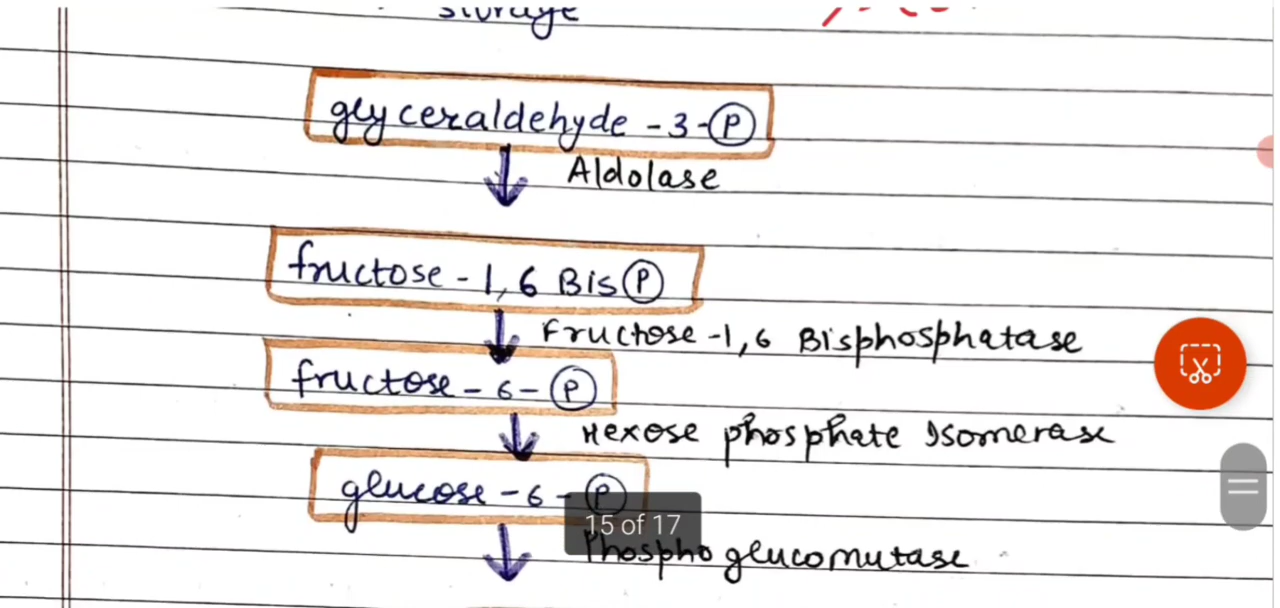 storage
glyceraldehyde - 3 - P
Aldolase
fructose - 1, 6 Bis P
Fructose -1, 6 Bisphosphatase
fructose - 6 - P
Hexose phosphate Isomerase
glucose - 6 - P
15 of 17
Phosphoglucomutase